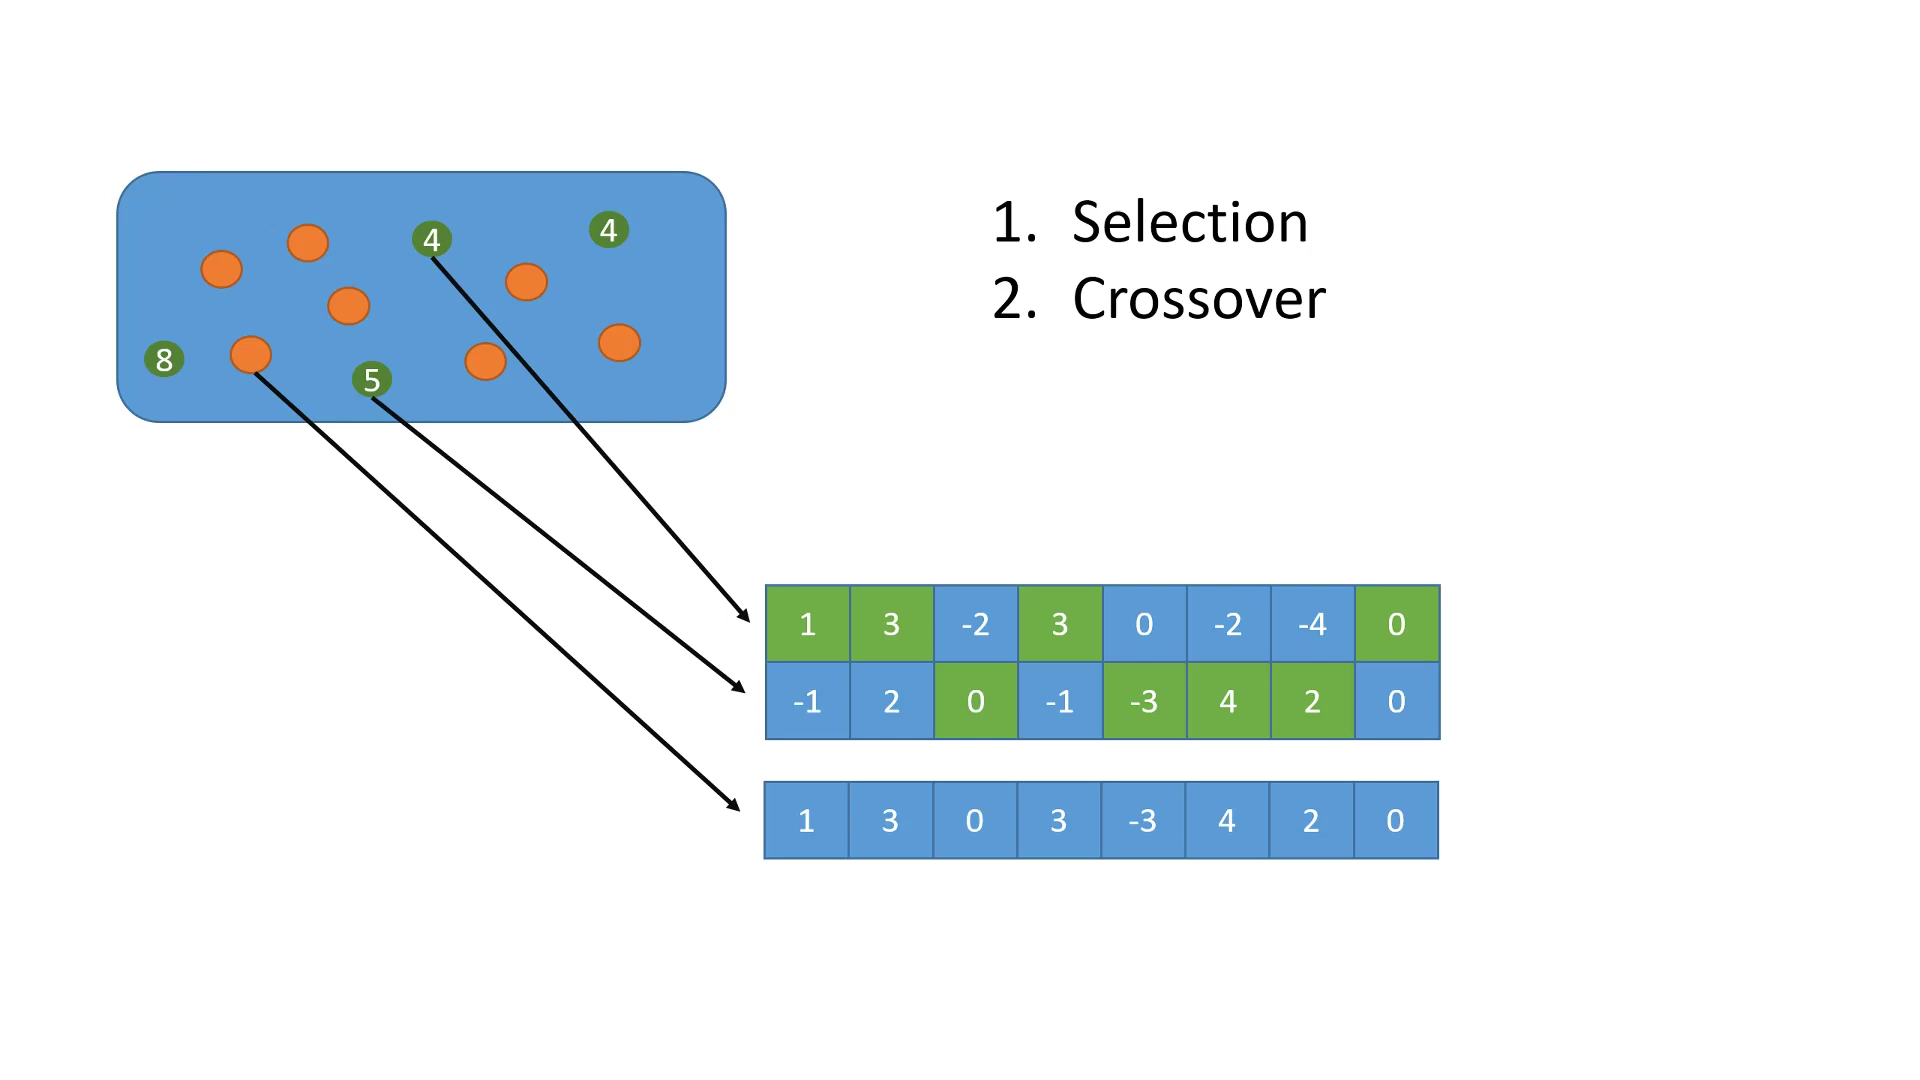 1. Selection
2. Crossover
4
4
8
5
1 3 -2 3 0 -2 -4 0
-1 2 0 -1 -3 4 2 0
1 3 0 3 -3 4 2 0